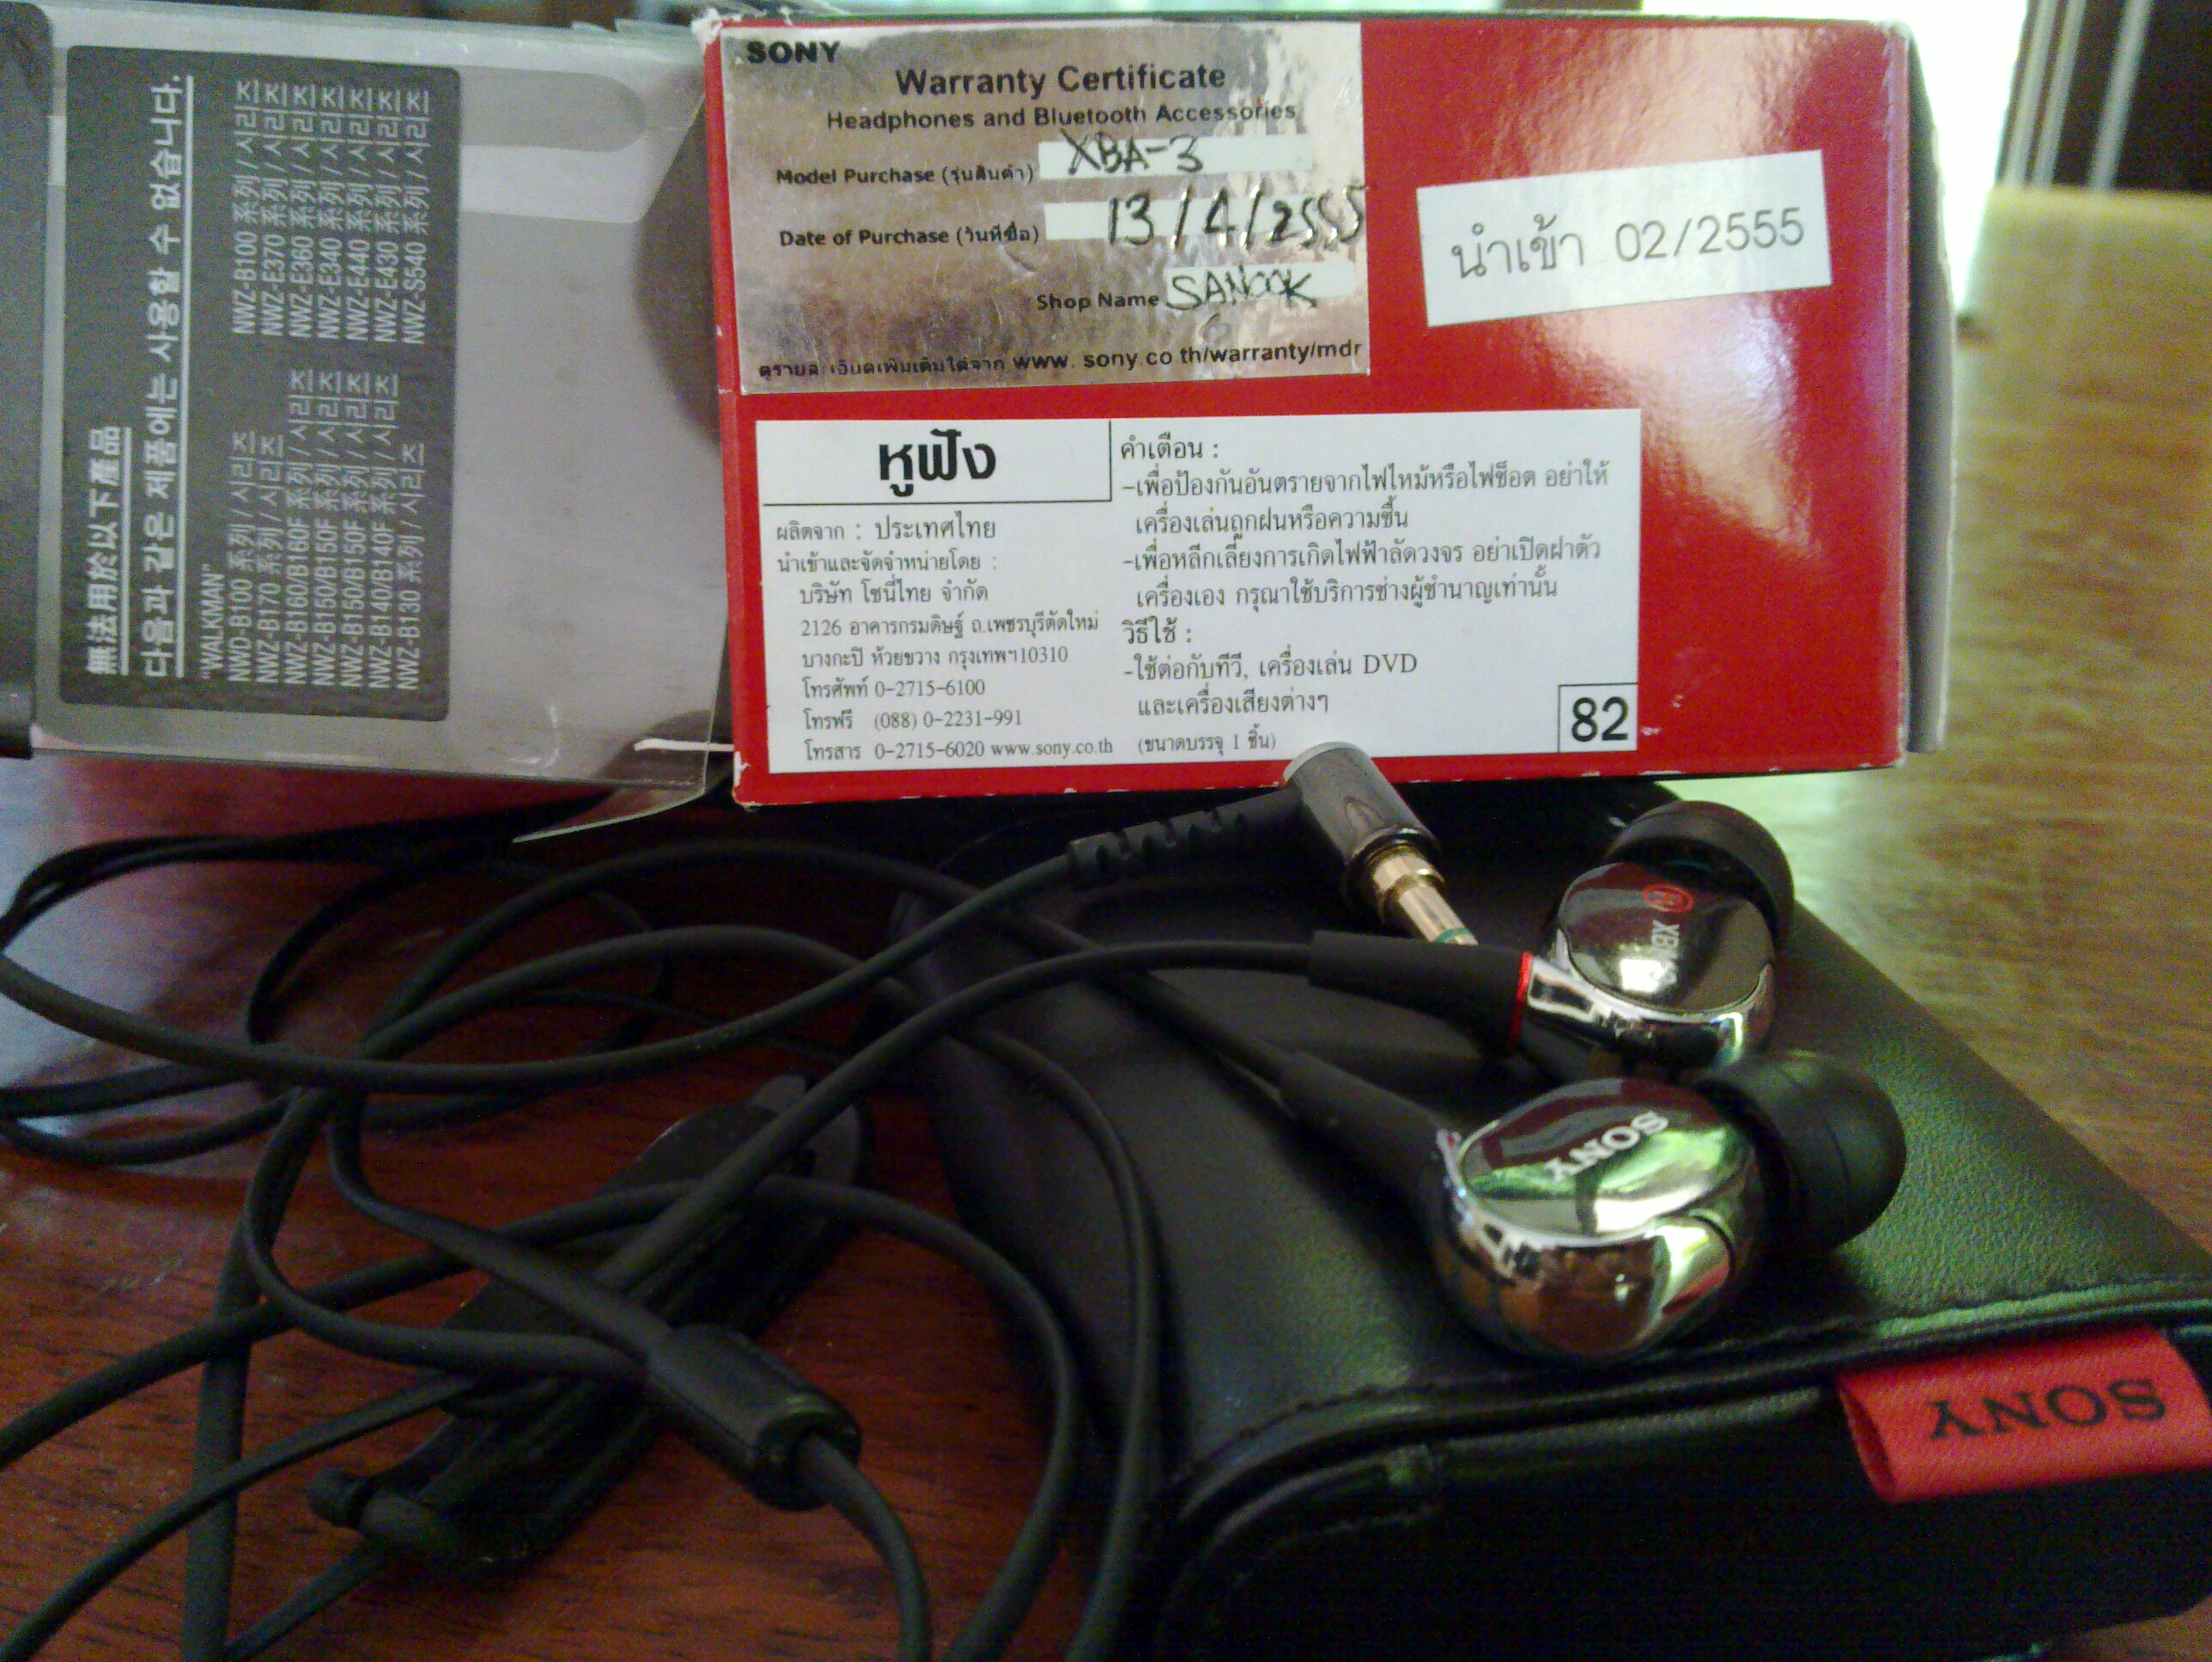 無法用於以下產品
다음과 같은 제품에는 사용할 수 없습니다.
"WALKMAN"
NWD-B100 系列 / 시리즈
NWZ-B170 系列 / 시리즈
NWZ-B160/B160F 系列 / 시리즈
NWZ-B150/B150F 系列 / 시리즈
NWZ-B150/B150F 系列 / 시리즈
NWZ-B140/B140F 系列 / 시리즈
NWZ-B130 系列 / 시리즈
NWZ-B100 系列 / 시리즈
NWZ-E370 系列 / 시리즈
NWZ-E360 系列 / 시리즈
NWZ-E340 系列 / 시리즈
NWZ-E440 系列 / 시리즈
NWZ-E430 系列 / 시리즈
NWZ-S540 系列 / 시리즈
SONY
Warranty Certificate
Headphones and Bluetooth Accessories
Model Purchase (รุ่นสินค้า) XBA-3
Date of Purchase (วันที่ซื้อ) 13/4/2555
Shop Name SANOOK
ดูรายละเอียดเพิ่มเติมได้จาก www. sony.co th/warranty/mdr
นำเข้า 02/2555
หูฟัง
ผลิตจาก : ประเทศไทย
นำเข้าและจัดจำหน่ายโดย :
บริษัท โซนี่ไทย จำกัด
2126 อาคารกรมดิษฐ์ ถ.เพชรบุรีตัดใหม่
บางกะปิ ห้วยขวาง กรุงเทพฯ10310
โทรศัพท์ 0-2715-6100
โทรฟรี (088) 0-2231-991
โทรสาร 0-2715-6020 www.sony.co.th
คำเตือน :
-เพื่อป้องกันอันตรายจากไฟไหม้หรือไฟช็อต อย่าให้
เครื่องเล่นถูกฝนหรือความชื้น
-เพื่อหลีกเลี่ยงการเกิดไฟฟ้าลัดวงจร อย่าเปิดฝาตัว
เครื่องเอง กรุณาใช้บริการช่างผู้ชำนาญเท่านั้น
วิธีใช้ :
-ใช้ต่อกับทีวี, เครื่องเล่น DVD
และเครื่องเสียงต่างๆ
(ขนาดบรรจุ 1 ชิ้น)
82
R
XBA-3
SONY
SONY